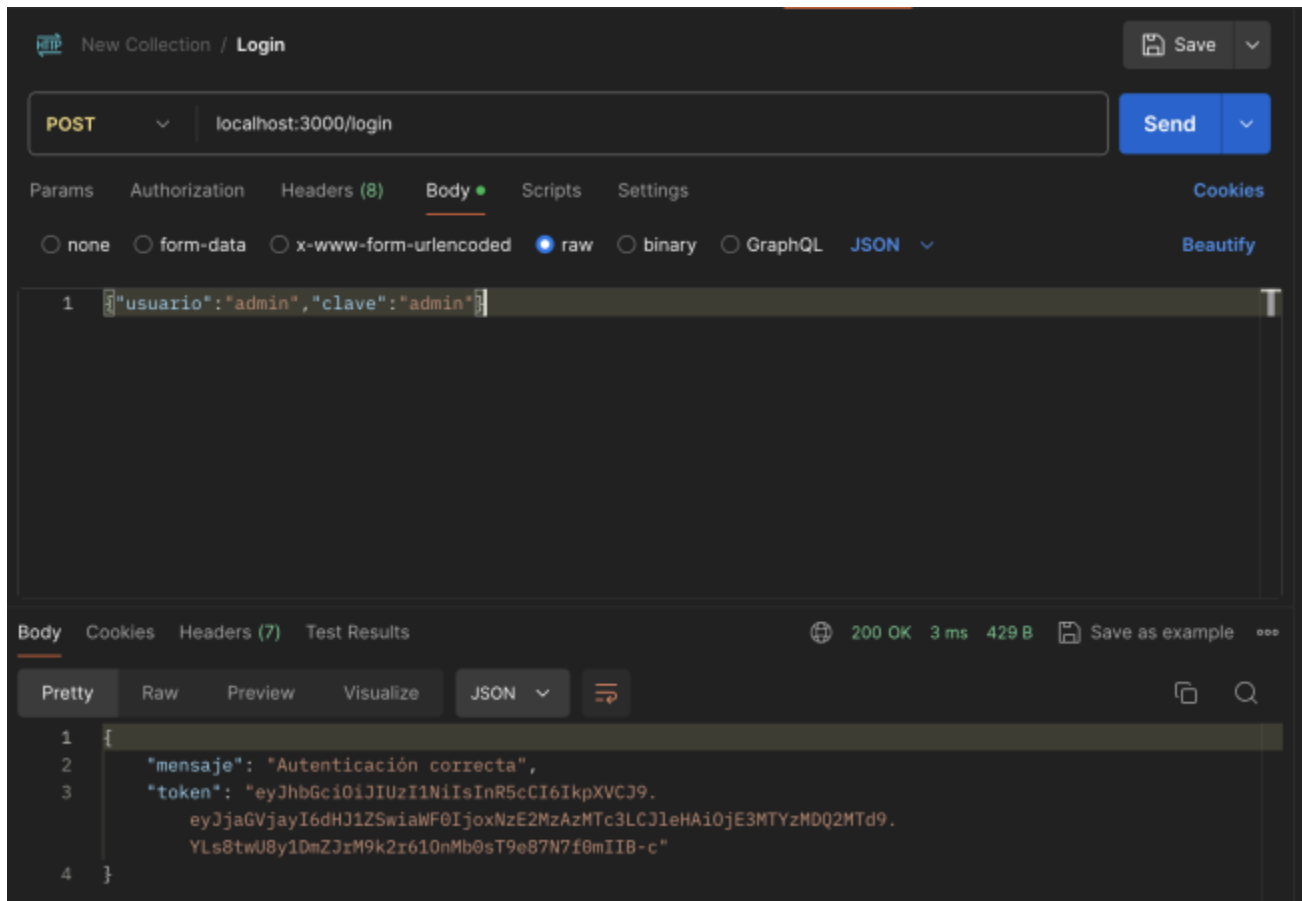 HTTP New Collection / Login Save
POST localhost:3000/login Send
Params Authorization Headers (8) Body Scripts Settings Cookies
none form-data x-www-form-urlencoded raw binary GraphQL JSON Beautify
1 {"usuario":"admin","clave":"admin"}
Body Cookies Headers (7) Test Results 200 OK 3 ms 429 B Save as example
Pretty Raw Preview Visualize JSON
1 {
2 "mensaje": "Autenticación correcta",
3 "token": "eyJhbGciOiJIUzI1NiIsInR5cCI6IkpXVCJ9.
eyJjaGVjayI6dHJ1ZSwiaWF0IjoxNzE2MzAzMTc3LCJleHAiOjE3MTYzMDQ2MTd9.
YLs8twU8y1DmZJrM9k2r61OnMb0sT9e87N7f0mIIB-c"
4 }